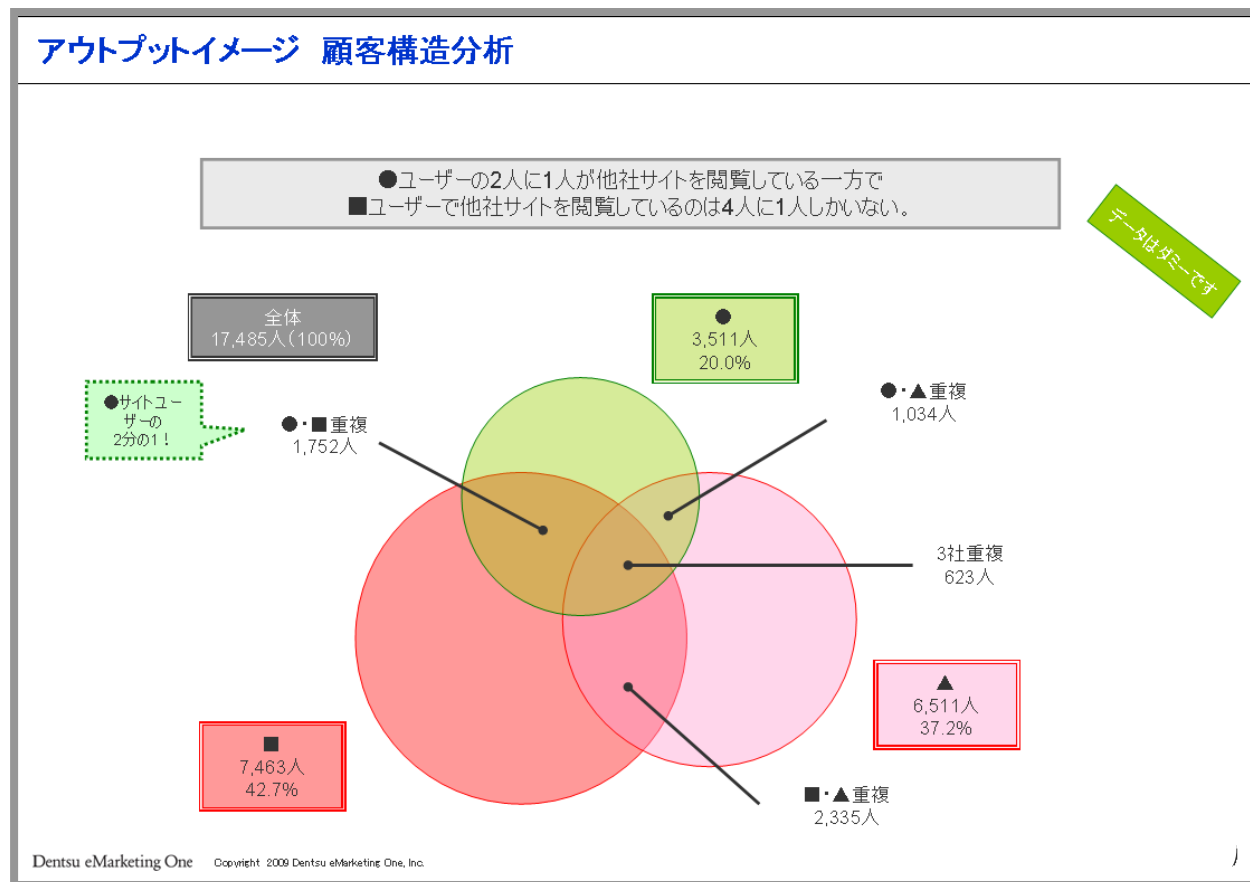 アウトプットイメージ 顧客構造分析
●ユーザーの2人に1人が他社サイトを閲覧している一方で
■ユーザーで他社サイトを閲覧しているのは4人に1人しかいない。
データはダミーです
全体
17,485人(100%)
●
3,511人
20.0%
●サイトユー
ザーの
2分の1!
●・■重複
1,752人
●・▲重複
1,034人
3社重複
623人
▲
6,511人
37.2%
■
7,463人
42.7%
■・▲重複
2,335人
Dentsu eMarketing One
Copyright 2009 Dentsu eMarketing One, Inc.